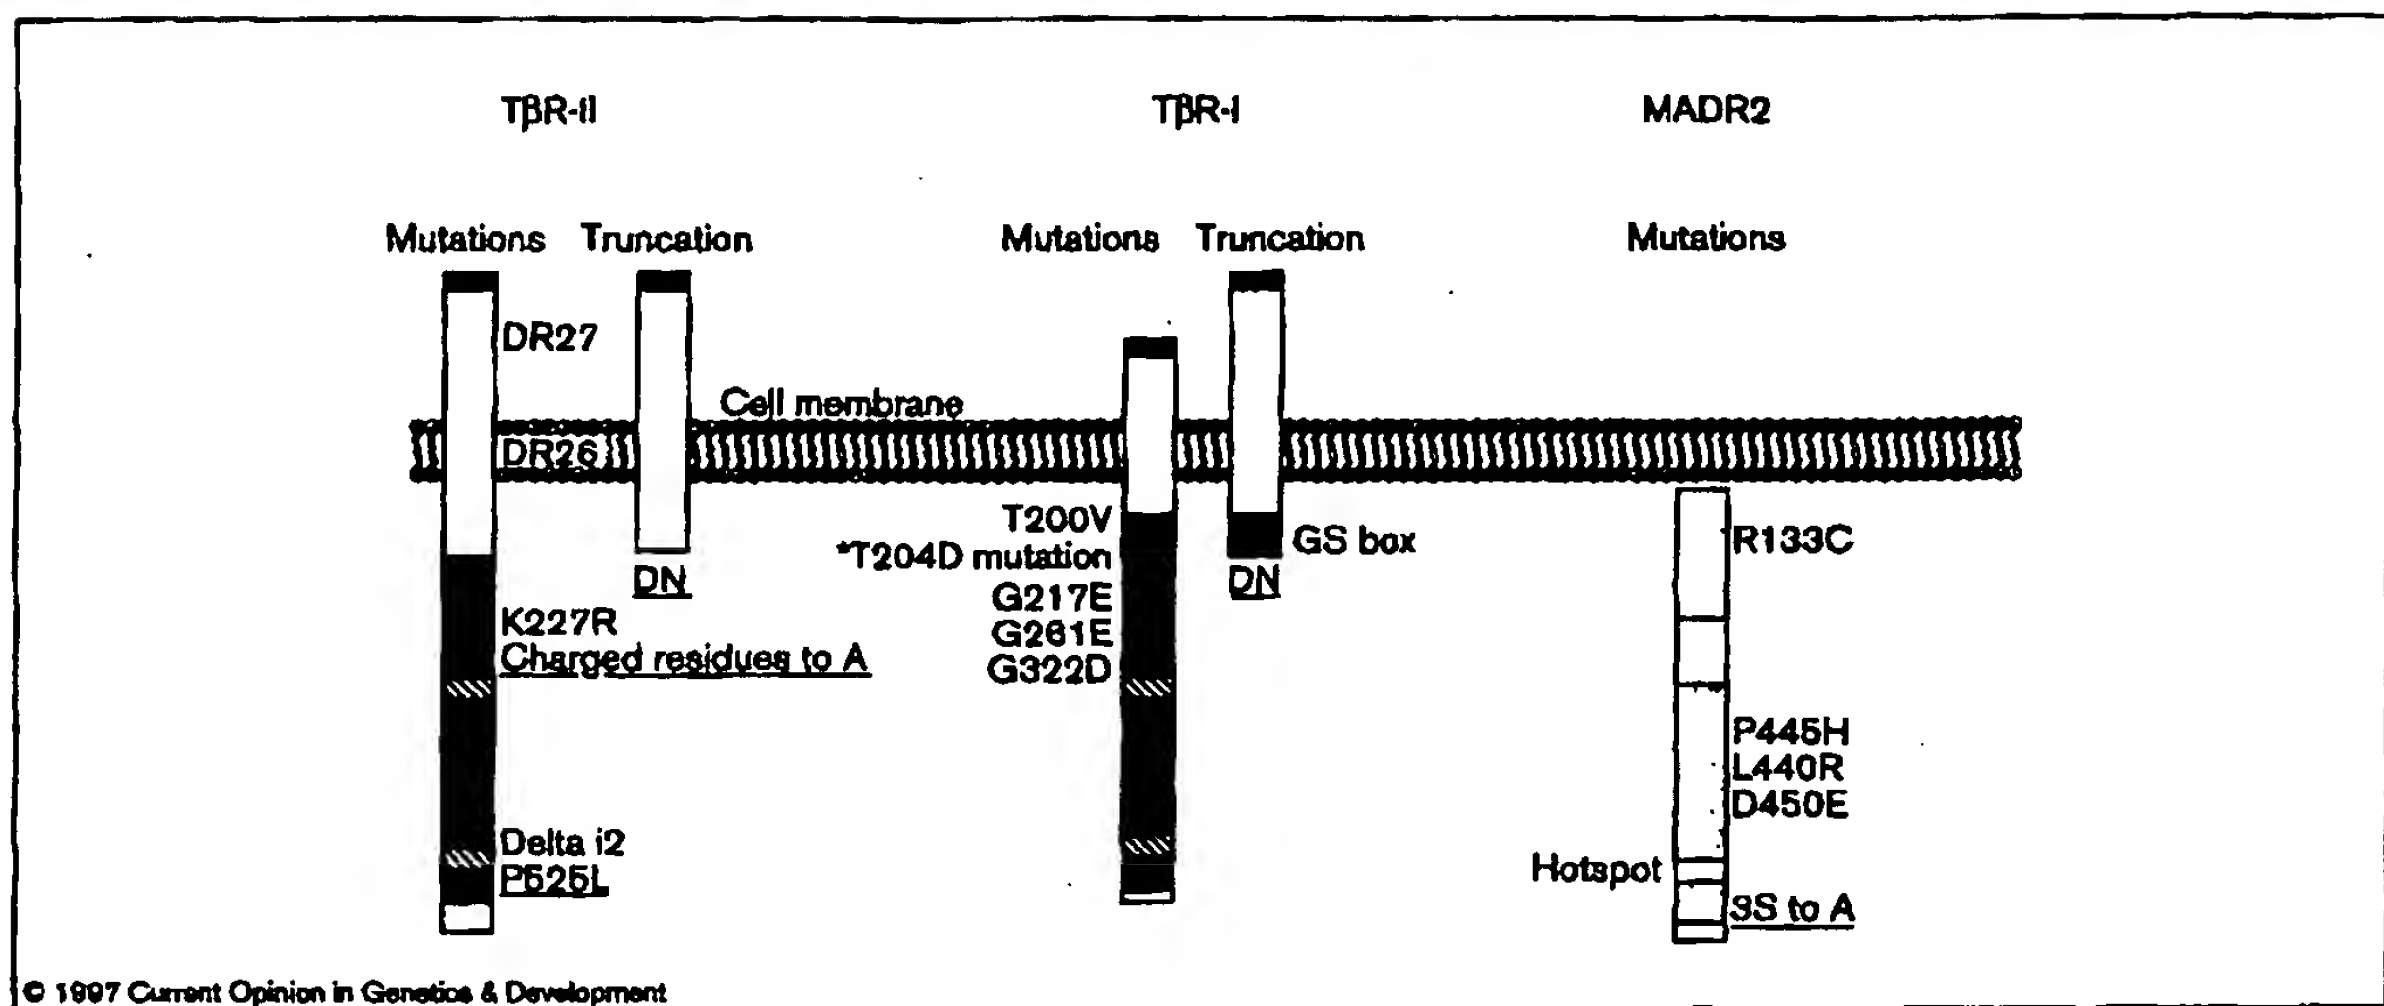 TβR-II
TβR-I
MADR2
Mutations
Truncation
Mutations
Truncation
Mutations
DR27
Cell membrane
DR26
DN
K227R
Charged residues to A
Delta i2
P525L
T200V
*T204D mutation
G217E
G261E
G322D
GS box
DN
R133C
P445H
L440R
D450E
Hotspot
3S to A
© 1997 Current Opinion in Genetics & Development